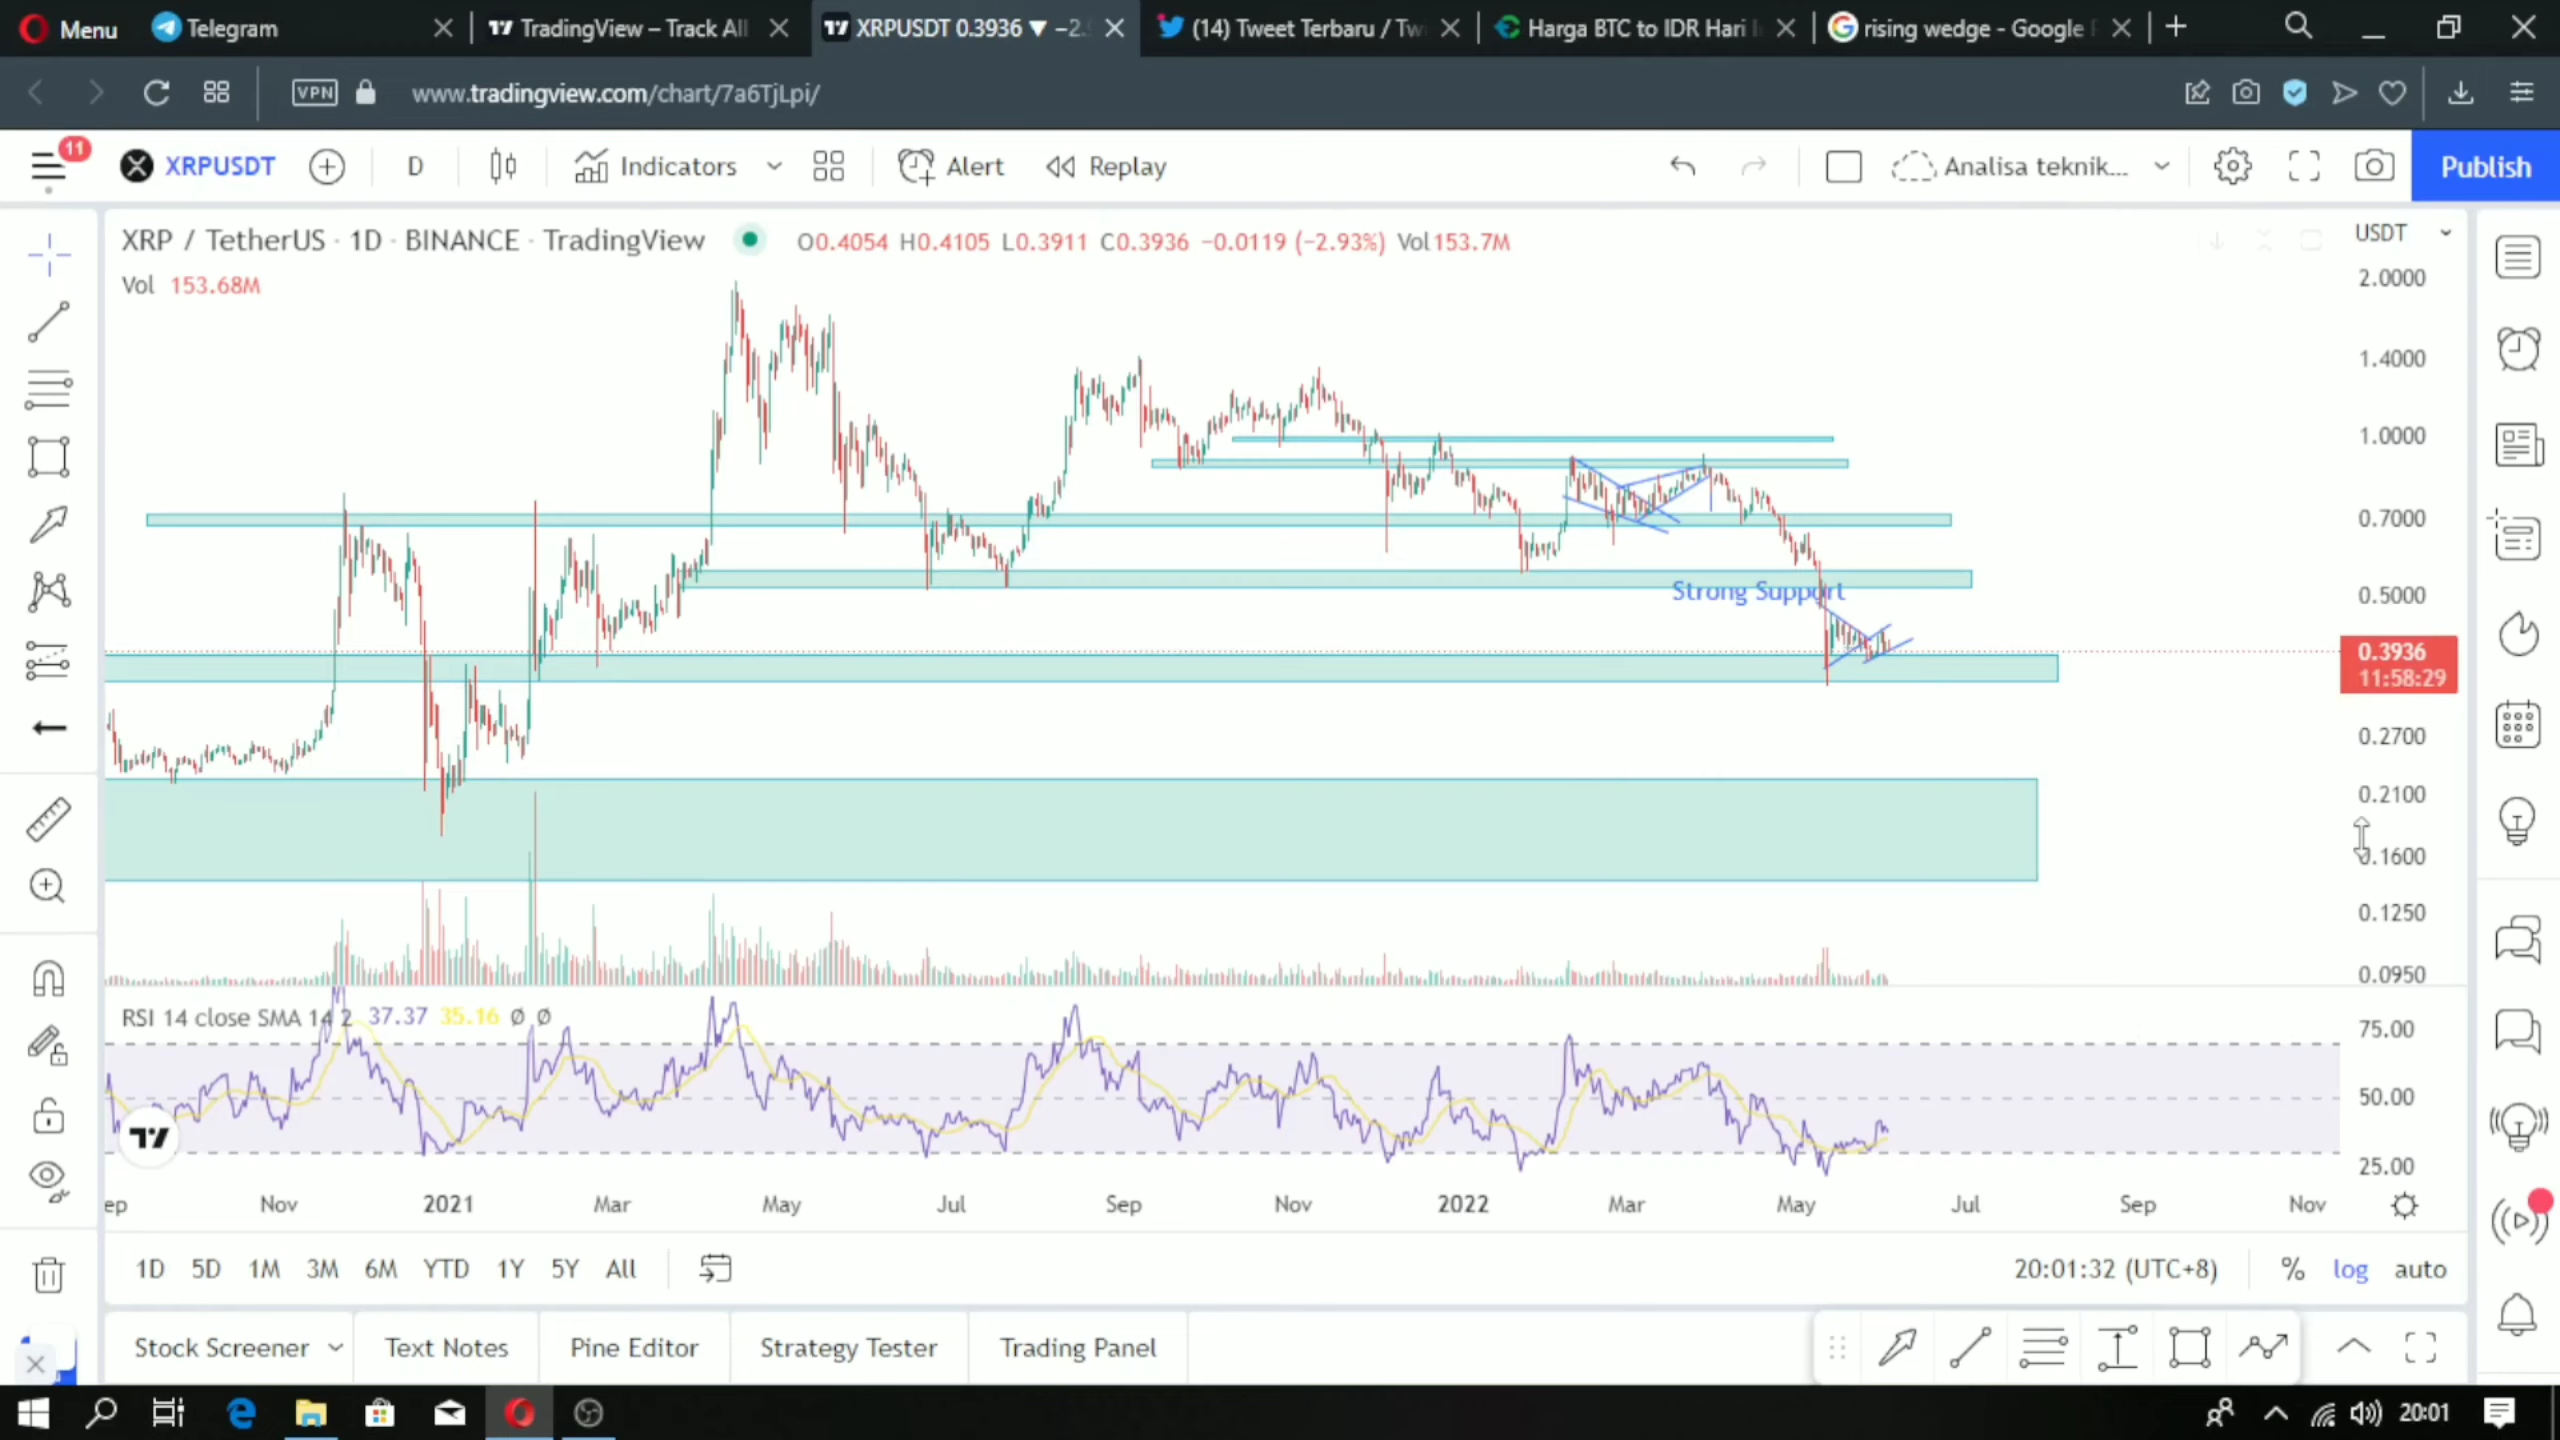 Menu
Telegram
TradingView – Track All
XRPUSDT 0.3936 ▼ −2.
(14) Tweet Terbaru / Tw
Harga BTC to IDR Hari
rising wedge - Google
VPN
www.tradingview.com/chart/7a6TjLpi/
11
XRPUSDT
D
Indicators
Alert
Replay
Analisa teknik...
Publish
XRP / TetherUS · 1D · BINANCE · TradingView
O0.4054 H0.4105 L0.3911 C0.3936 −0.0119 (−2.93%) Vol153.7M
Vol 153.68M
USDT
2.0000
1.4000
1.0000
0.7000
0.5000
Strong Support
0.3936
11:58:29
0.2700
0.2100
0.1600
0.1250
0.0950
RSI 14 close SMA 14 2 37.37 35.16 Ø Ø
75.00
50.00
25.00
ep Nov 2021 Mar May Jul Sep Nov 2022 Mar May Jul Sep Nov
1D 5D 1M 3M 6M YTD 1Y 5Y All
20:01:32 (UTC+8) % log auto
Stock Screener Text Notes Pine Editor Strategy Tester Trading Panel
20:01